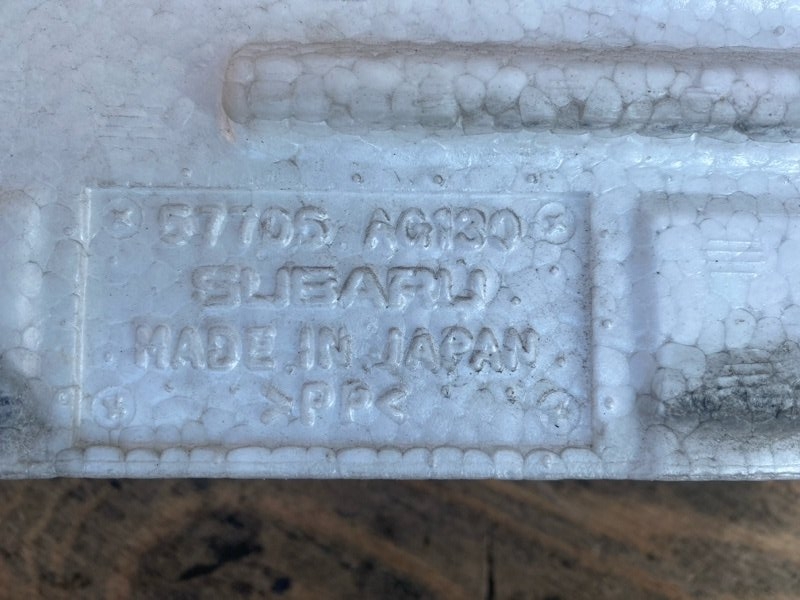 57705 AG130
SUBARU
MADE IN JAPAN
>PP<